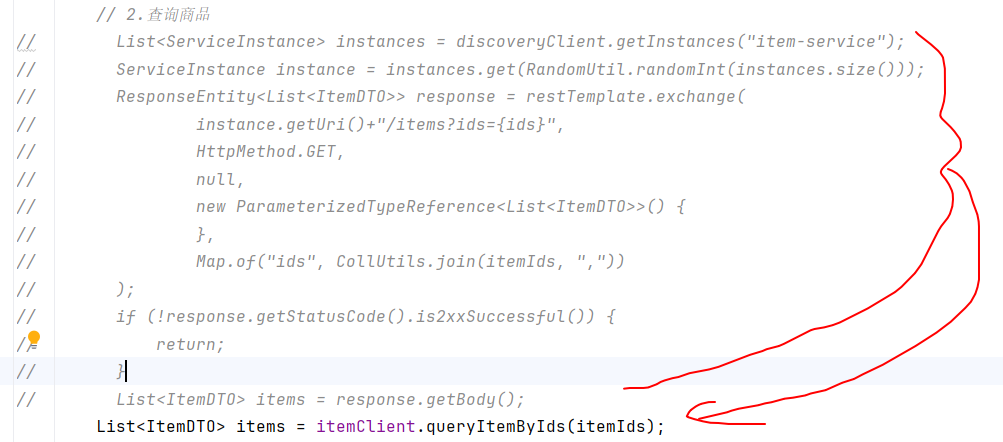 // 2.查询商品
// List<ServiceInstance> instances = discoveryClient.getInstances("item-service");
// ServiceInstance instance = instances.get(RandomUtil.randomInt(instances.size()));
// ResponseEntity<List<ItemDTO>> response = restTemplate.exchange(
// instance.getUri()+"/items?ids={ids}",
// HttpMethod.GET,
// null,
// new ParameterizedTypeReference<List<ItemDTO>>() {
// },
// Map.of("ids", CollUtils.join(itemIds, ","))
// );
// if (!response.getStatusCode().is2xxSuccessful()) {
// return;
// }
// List<ItemDTO> items = response.getBody();
List<ItemDTO> items = itemClient.queryItemByIds(itemIds);